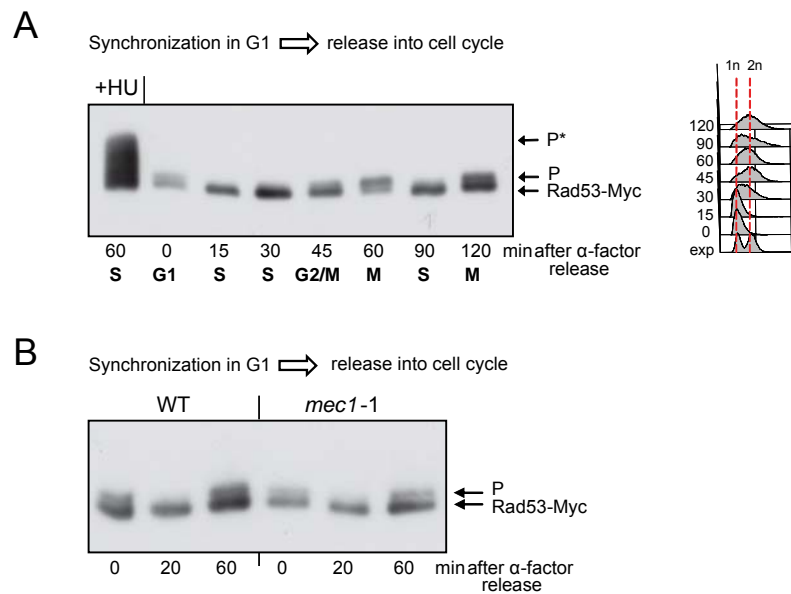 A
Synchronization in G1 release into cell cycle
+HU
P*
P
Rad53-Myc
60 0 15 30 45 60 90 120 min after α-factor release
S G1 S S G2/M M S M
1n 2n
120
90
60
45
30
15
0
exp
B
Synchronization in G1 release into cell cycle
WT mec1-1
P
Rad53-Myc
0 20 60 0 20 60 min after α-factor release